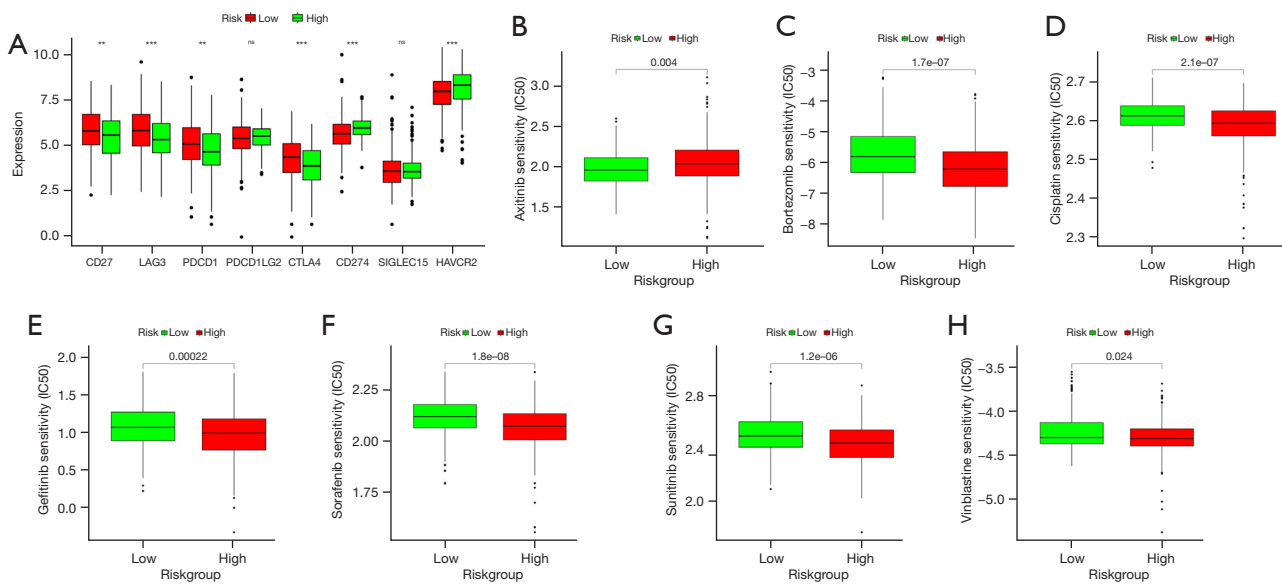 A
Risk Low High
** *** ** ns *** *** ns ***
Expression
10.0
7.5
5.0
2.5
0.0
CD27 LAG3 PDCD1 PDCD1LG2 CTLA4 CD274 SIGLEC15 HAVCR2
B
Risk Low High
0.004
Axitinib sensitivity (IC50)
3.0
2.5
2.0
1.5
Low High
Riskgroup
C
Risk Low High
1.7e−07
Bortezomib sensitivity (IC50)
−3
−4
−5
−6
−7
−8
Low High
Riskgroup
D
Risk Low High
2.1e−07
Cisplatin sensitivity (IC50)
2.7
2.6
2.5
2.4
2.3
Low High
Riskgroup
E
Risk Low High
0.00022
Gefitinib sensitivity (IC50)
2.0
1.5
1.0
0.5
0.0
Low High
Riskgroup
F
Risk Low High
1.8e−08
Sorafenib sensitivity (IC50)
2.25
2.00
1.75
Low High
Riskgroup
G
Risk Low High
1.2e−06
Sunitinib sensitivity (IC50)
2.8
2.4
2.0
Low High
Riskgroup
H
Risk Low High
0.024
Vinblastine sensitivity (IC50)
−3.5
−4.0
−4.5
−5.0
Low High
Riskgroup